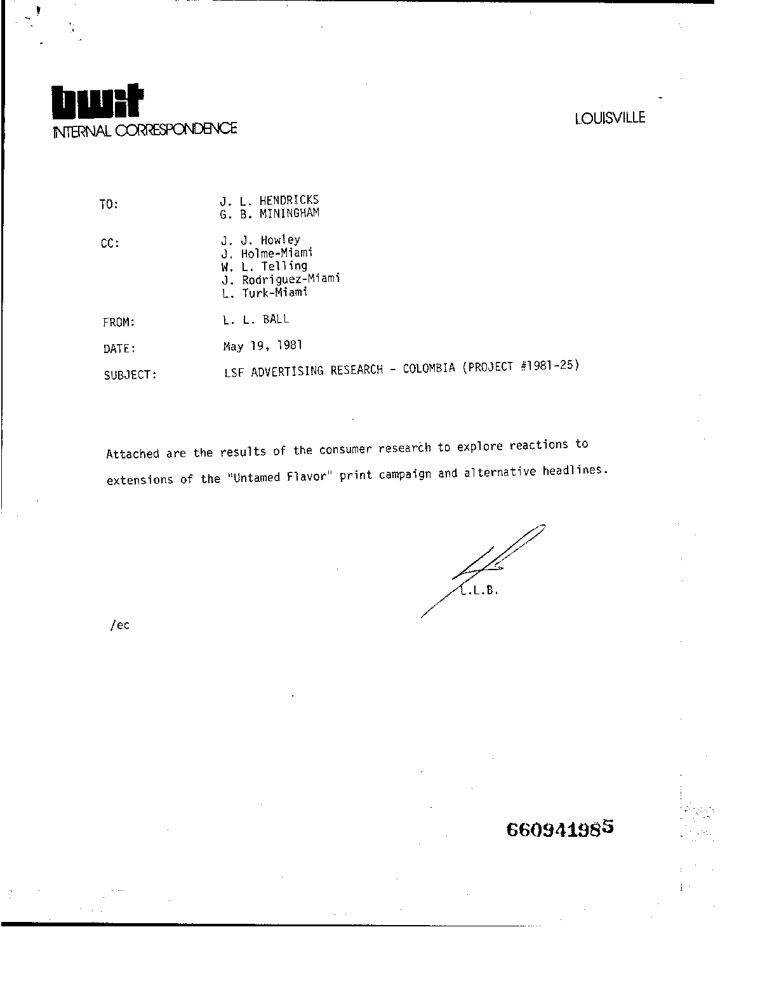 bwit
INTERNAL CORRESPONDENCE
LOUISVILLE
TO: J. L. HENDRICKS
G. B. MININGHAM
CC: J. J. Howley
J. Holme-Miami
W. L. Telling
J. Rodriguez-Miami
L. Turk-Miami
FROM: L. L. BALL
DATE: May 19, 1981
SUBJECT: LSF ADVERTISING RESEARCH - COLOMBIA (PROJECT #1981-25)
Attached are the results of the consumer research to explore reactions to
extensions of the "Untamed Flavor" print campaign and alternative headlines.
L.L.B.
/ec
660941985